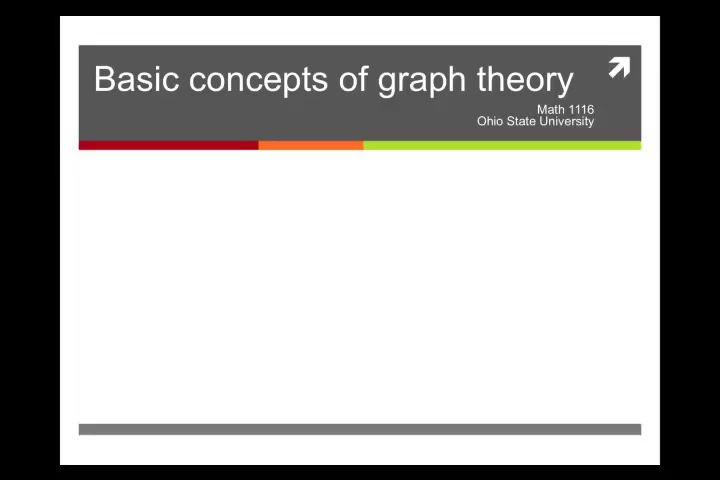 Basic concepts of graph theory
Math 1116
Ohio State University